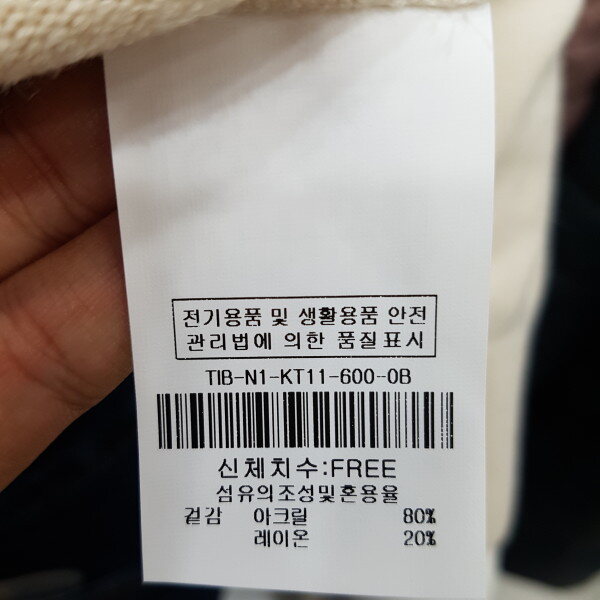 전기용품 및 생활용품 안전
관리법에 의한 품질표시
TIB-N1-KT11-600-0B
신체치수:FREE
섬유의조성및혼용율
겉감 아크릴 80%
레이온 20%